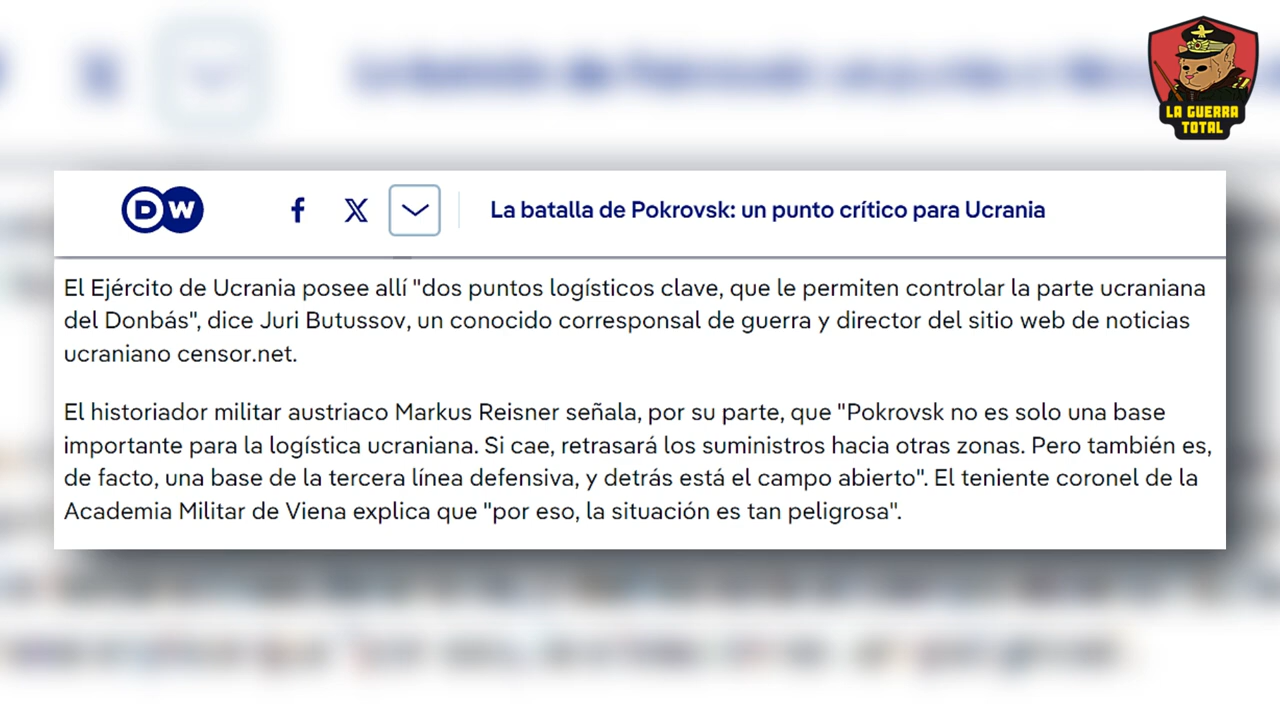 LA GUERRA
TOTAL
DW
La batalla de Pokrovsk: un punto crítico para Ucrania
El Ejército de Ucrania posee allí "dos puntos logísticos clave, que le permiten controlar la parte ucraniana
del Donbás", dice Juri Butussov, un conocido corresponsal de guerra y director del sitio web de noticias
ucraniano censor.net.
El historiador militar austriaco Markus Reisner señala, por su parte, que "Pokrovsk no es solo una base
importante para la logística ucraniana. Si cae, retrasará los suministros hacia otras zonas. Pero también es,
de facto, una base de la tercera línea defensiva, y detrás está el campo abierto". El teniente coronel de la
Academia Militar de Viena explica que "por eso, la situación es tan peligrosa".